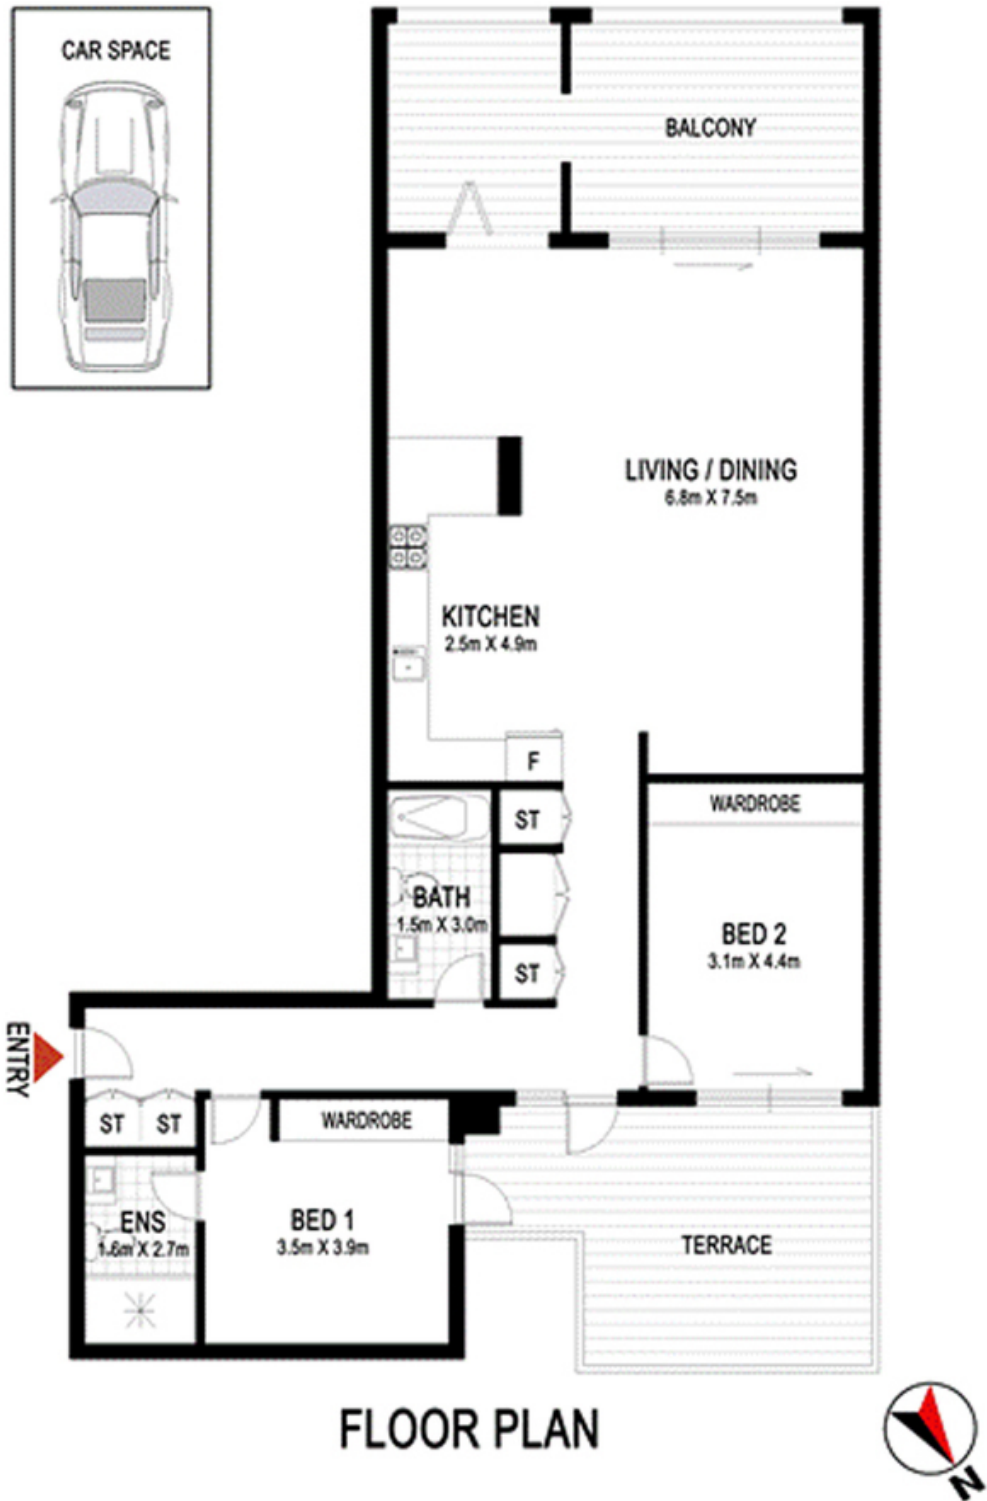 CAR SPACE
BALCONY
LIVING / DINING
6.8m X 7.5m
KITCHEN
2.5m X 4.9m
F
ST
WARDROBE
BATH
1.5m X 3.0m
BED 2
3.1m X 4.4m
ST
ENTRY
ST ST
WARDROBE
ENS
1.6m X 2.7m
BED 1
3.5m X 3.9m
TERRACE
FLOOR PLAN
N